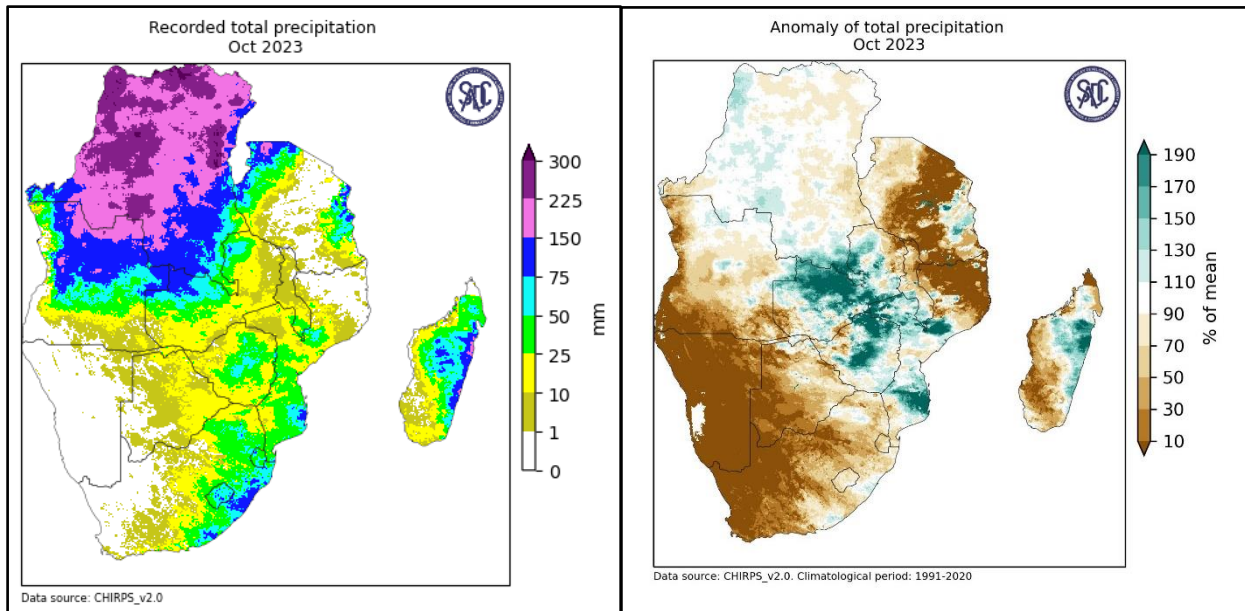 Recorded total precipitation
Oct 2023
SADC
300
225
150
75
50
25
10
1
0
mm
Data source: CHIRPS_v2.0
Anomaly of total precipitation
Oct 2023
SADC
190
170
150
130
110
90
70
50
30
10
% of mean
Data source: CHIRPS_v2.0. Climatological period: 1991-2020